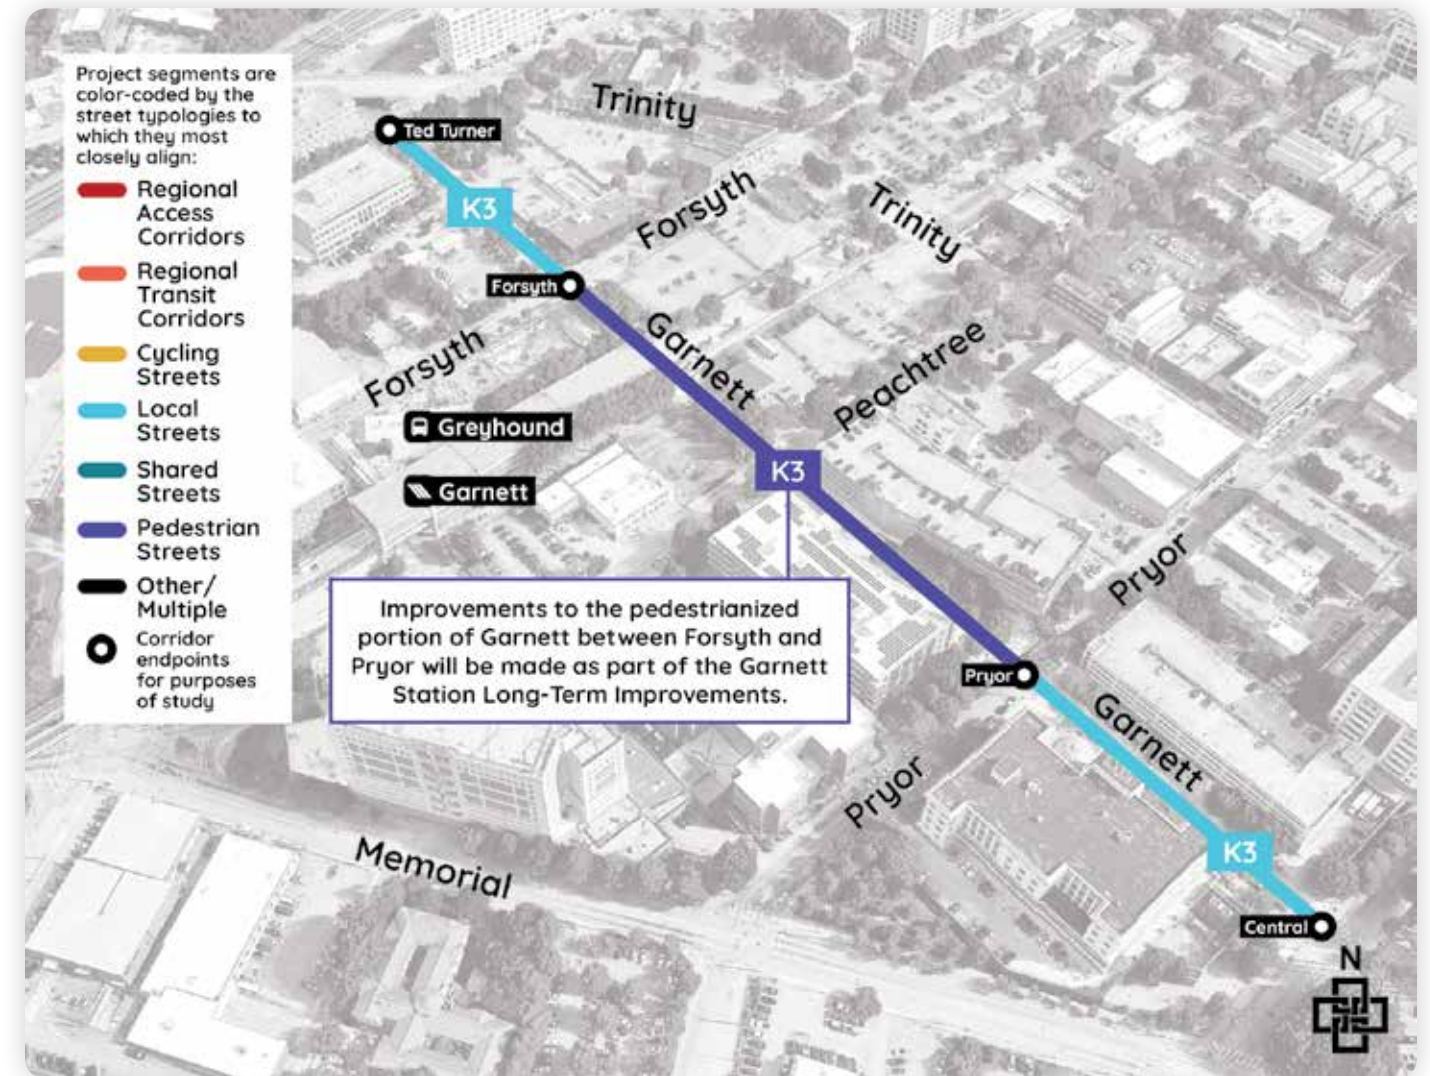 Project segments are
color-coded by the
street typologies to
which they most
closely align:
Regional
Access
Corridors
Regional
Transit
Corridors
Cycling
Streets
Local
Streets
Shared
Streets
Pedestrian
Streets
Other/
Multiple
Corridor
endpoints
for purposes
of study
Trinity
Ted Turner
K3
Forsyth
Trinity
Forsyth
Garnett
Forsyth
Peachtree
Greyhound
K3
Garnett
Pryor
Improvements to the pedestrianized
portion of Garnett between Forsyth and
Pryor will be made as part of the Garnett
Station Long-Term Improvements.
Pryor
Garnett
Pryor
K3
Memorial
Central
N